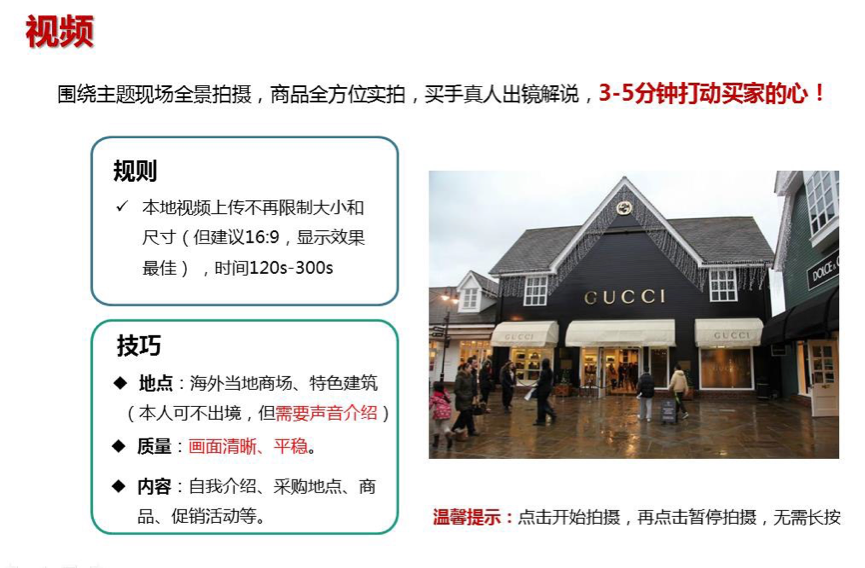 视频
围绕主题现场全景拍摄，商品全方位实拍，买手真人出镜解说，3-5分钟打动买家的心！
规则
✓ 本地视频上传不再限制大小和
尺寸（但建议16:9，显示效果
最佳），时间120s-300s
技巧
◆ 地点：海外当地商场、特色建筑
（本人可不出境，但需要声音介绍）
◆ 质量：画面清晰、平稳。
◆ 内容：自我介绍、采购地点、商
品、促销活动等。
GUCCI
GUCCI
GUCCI
DOLCE &
温馨提示：点击开始拍摄，再点击暂停拍摄，无需长按